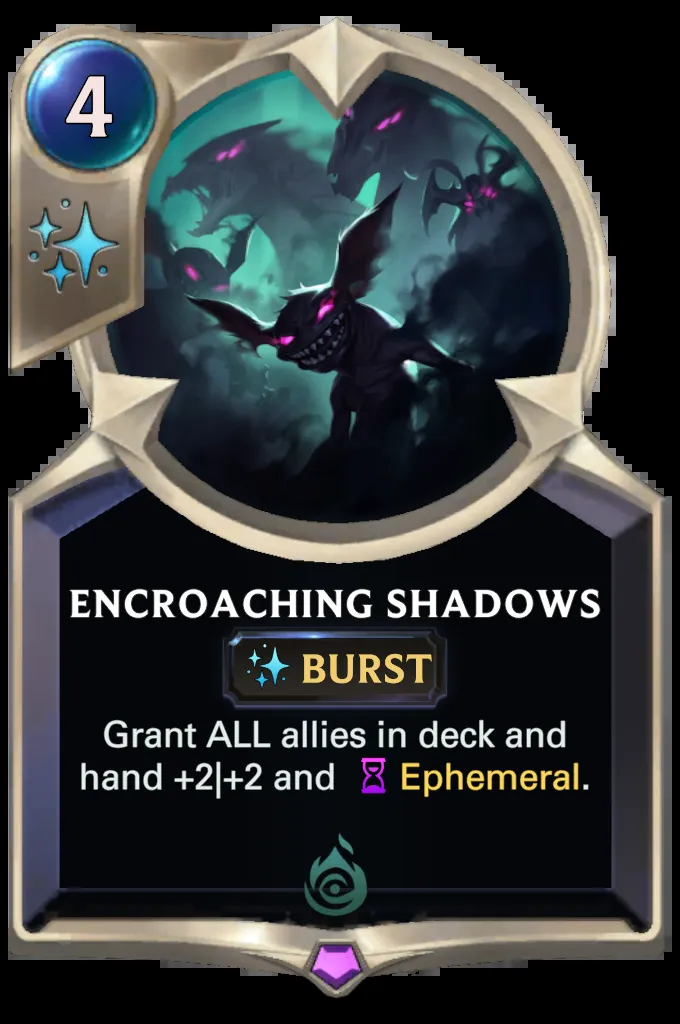 4
ENCROACHING SHADOWS
BURST
Grant ALL allies in deck and
hand +2|+2 and Ephemeral.